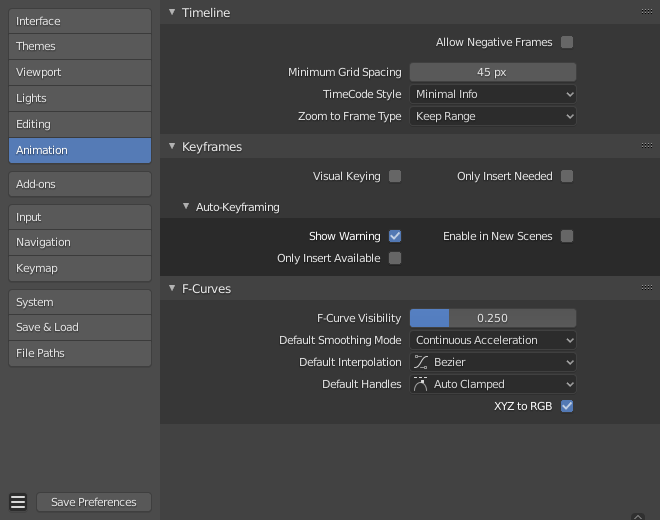 Interface
Themes
Viewport
Lights
Editing
Animation
Add-ons
Input
Navigation
Keymap
System
Save & Load
File Paths
Save Preferences
Timeline
Allow Negative Frames
Minimum Grid Spacing 45 px
TimeCode Style Minimal Info
Zoom to Frame Type Keep Range
Keyframes
Visual Keying Only Insert Needed
Auto-Keyframing
Show Warning Enable in New Scenes
Only Insert Available
F-Curves
F-Curve Visibility 0.250
Default Smoothing Mode Continuous Acceleration
Default Interpolation Bezier
Default Handles Auto Clamped
XYZ to RGB